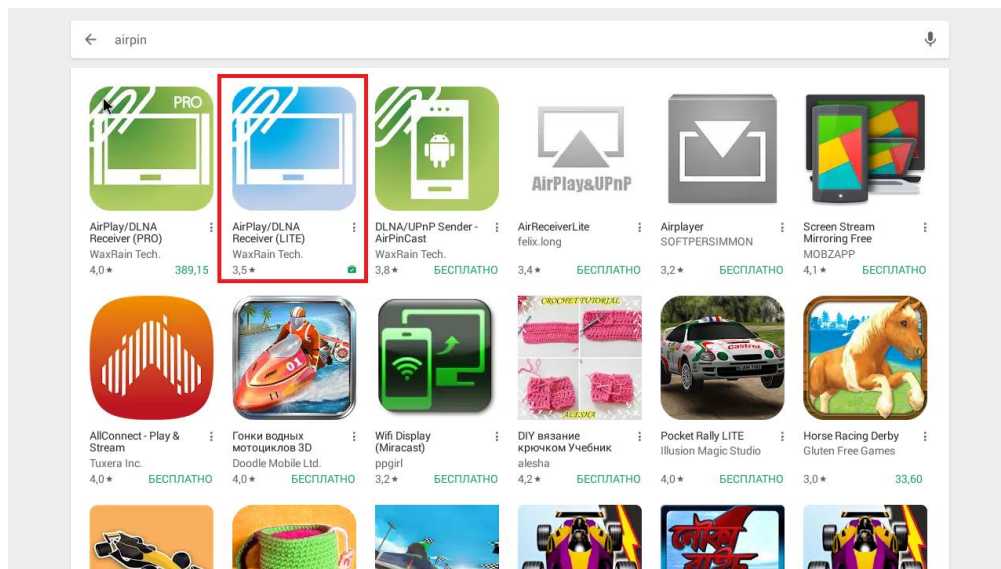 airpin
PRO
AirPlay&UPnP
AirPlay/DLNA
Receiver (PRO)
WaxRain Tech.
4,0★ 389,15
AirPlay/DLNA
Receiver (LITE)
WaxRain Tech.
3,5★
DLNA/UPnP Sender -
AirPinCast
WaxRain Tech.
3,8★ БЕСПЛАТНО
AirReceiverLite
felix.long
3,4★ БЕСПЛАТНО
Airplayer
SOFTPERSIMMON
3,2★ БЕСПЛАТНО
Screen Stream
Mirroring Free
MOBZAPP
4,1★ БЕСПЛАТНО
01
CROCHET TUTORIAL
ALESHA
Castrol
AllConnect - Play &
Stream
Tuxera Inc.
4,0★ БЕСПЛАТНО
Гонки водных
мотоциклов 3D
Doodle Mobile Ltd.
4,0★ БЕСПЛАТНО
Wifi Display
(Miracast)
ppgirl
3,2★ БЕСПЛАТНО
DIY вязание
крючком Учебник
alesha
4,2★ БЕСПЛАТНО
Pocket Rally LITE
Illusion Magic Studio
4,0★ БЕСПЛАТНО
Horse Racing Derby
Gluten Free Games
3,0★ 33,60
নৌকা